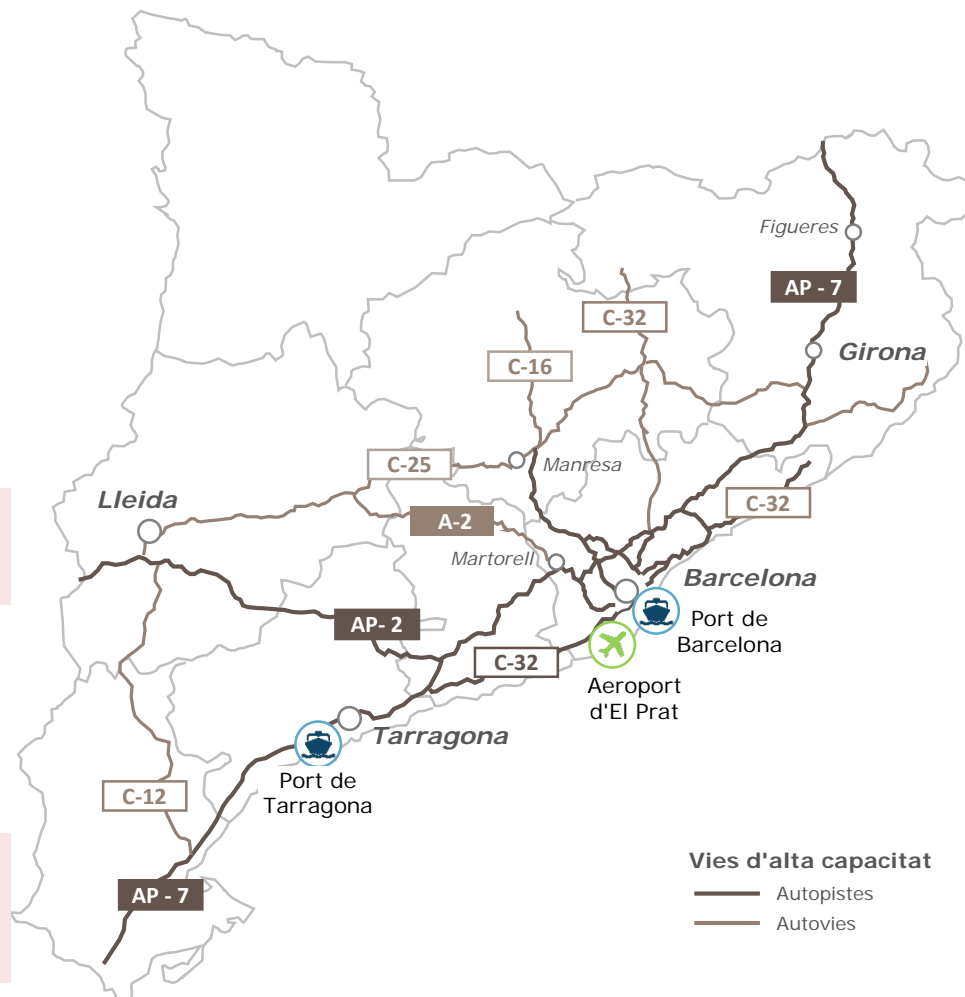 Figueres
AP - 7
C-32
Girona
C-16
Manresa
C-25
Lleida
C-32
A-2
Martorell
Barcelona
Port de
Barcelona
AP- 2
C-32
Aeroport
d'El Prat
Tarragona
Port de
Tarragona
C-12
Vies d'alta capacitat
AP - 7
Autopistes
Autovies